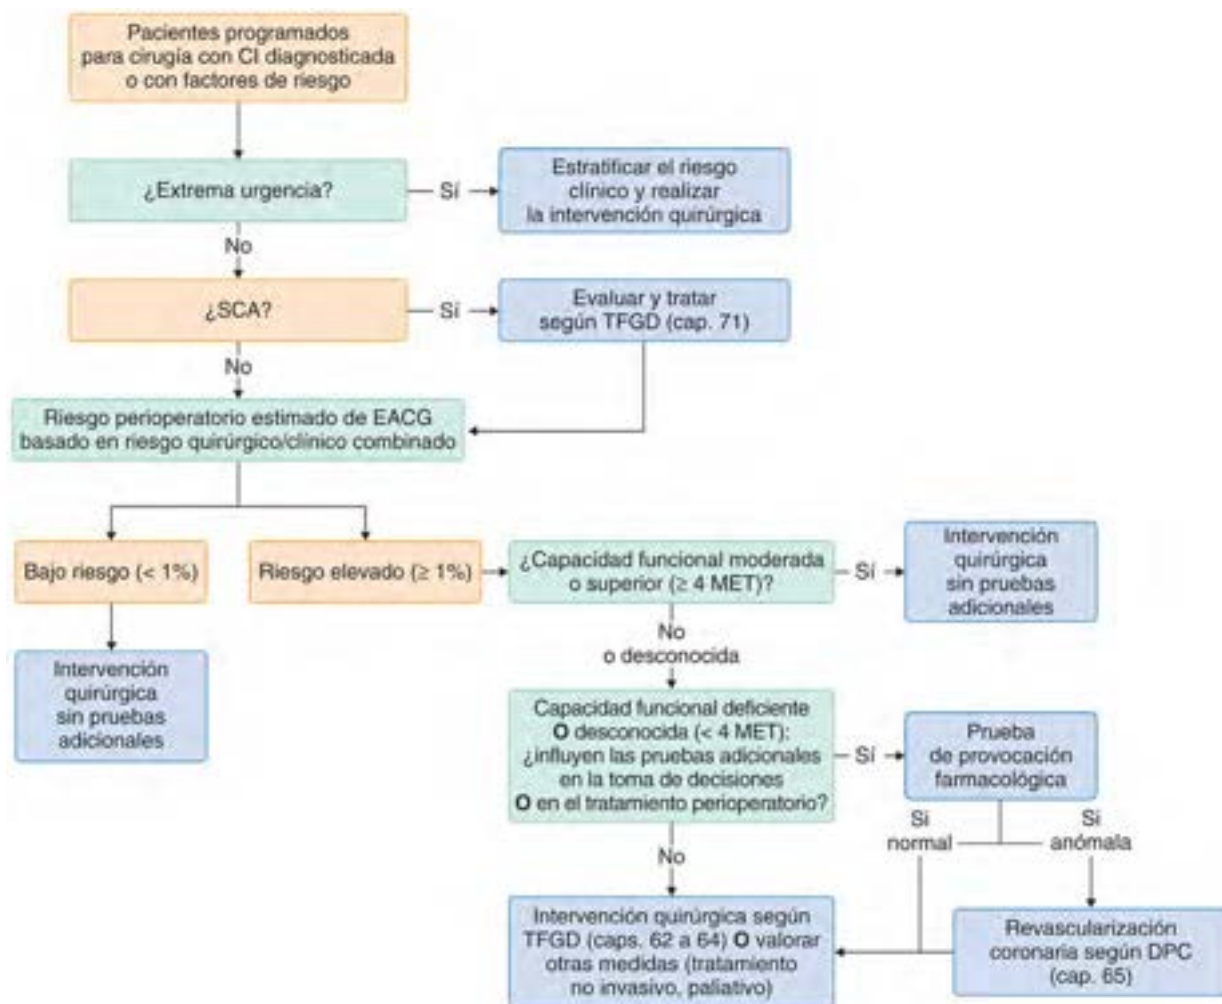 Pacientes programados
para cirugía con CI diagnosticada
o con factores de riesgo
¿Extrema urgencia?
Sí
Estratificar el riesgo
clínico y realizar
la intervención quirúrgica
No
¿SCA?
Sí
Evaluar y tratar
según TFGD (cap. 71)
No
Riesgo perioperatorio estimado de EACG
basado en riesgo quirúrgico/clínico combinado
Bajo riesgo (< 1%)
Riesgo elevado (≥ 1%)
¿Capacidad funcional moderada
o superior (≥ 4 MET)?
Sí
Intervención
quirúrgica
sin pruebas
adicionales
No
o desconocida
Intervención
quirúrgica
sin pruebas
adicionales
Capacidad funcional deficiente
O desconocida (< 4 MET):
¿influyen las pruebas adicionales
en la toma de decisiones
O en el tratamiento perioperatorio?
Sí
Prueba
de provocación
farmacológica
Si
normal
Si
anómala
No
Intervención quirúrgica según
TFGD (caps. 62 a 64) O valorar
otras medidas (tratamiento
no invasivo, paliativo)
Revascularización
coronaria según DPC
(cap. 65)